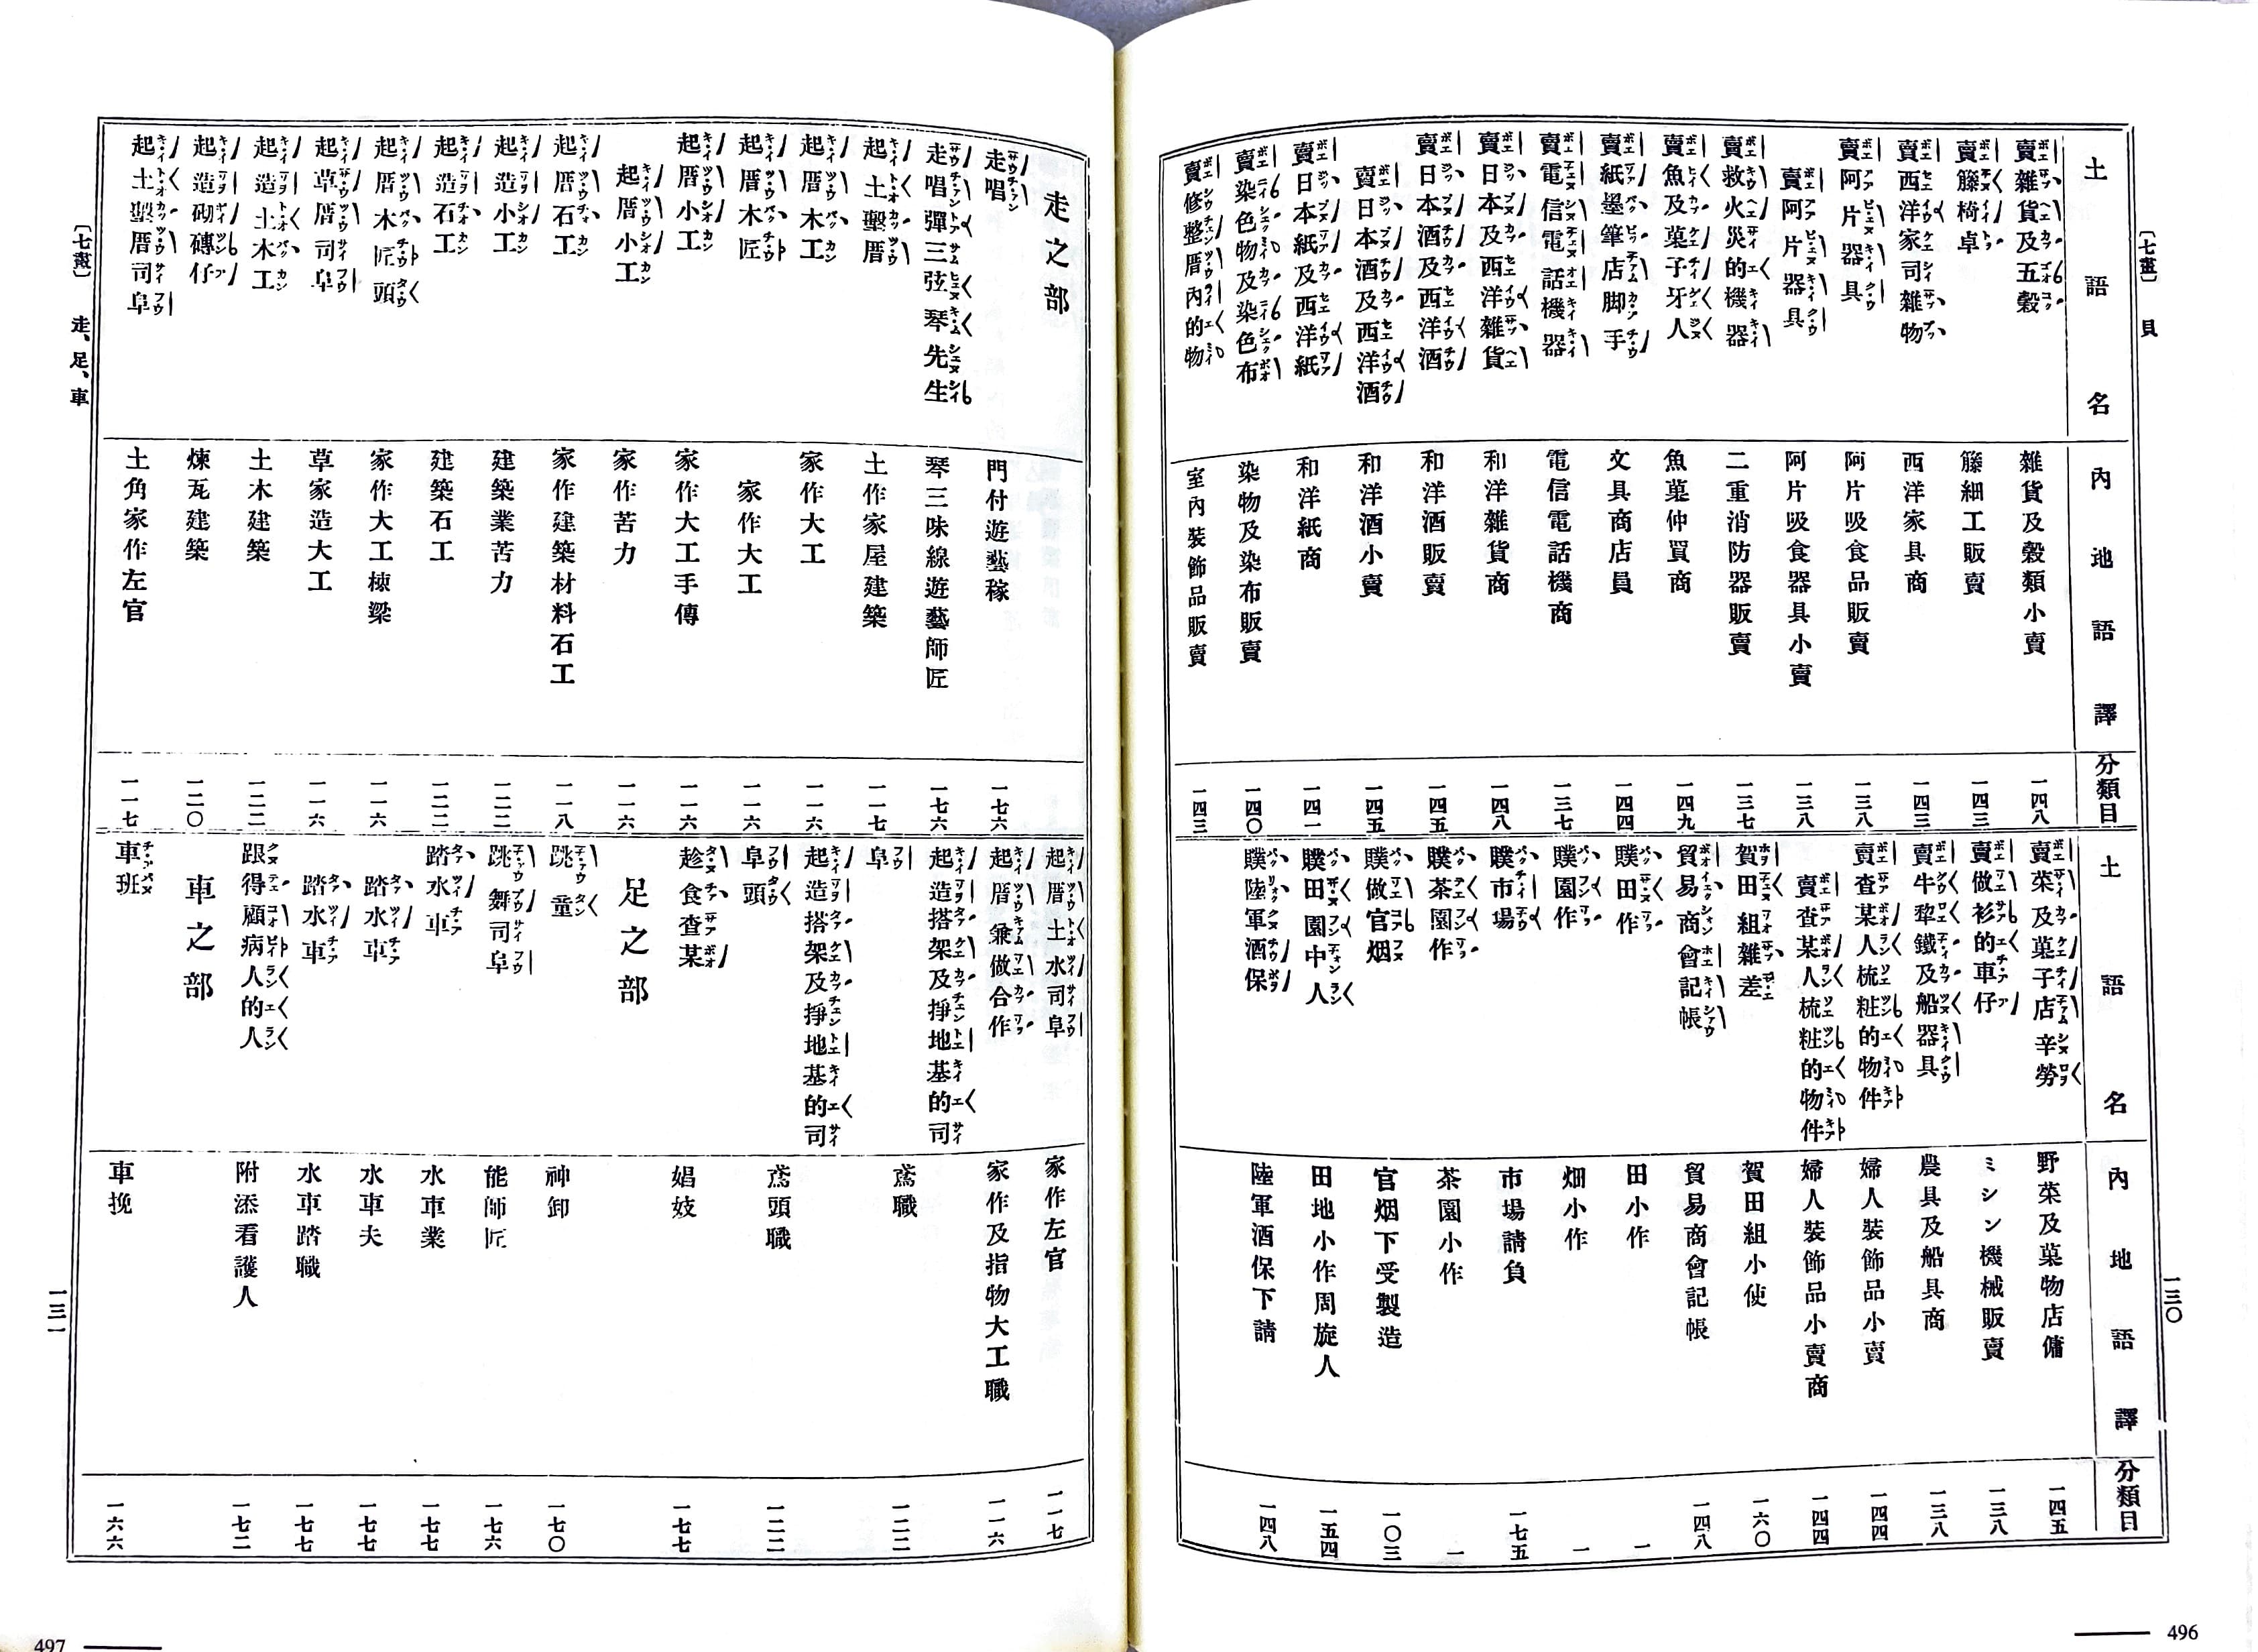 〔七畫〕 貝
一三〇
土語名 內地語譯 分類目
賣雜貨及五穀 雜貨及穀類小賣 一四八
賣籐椅卓 籐細工販賣 一四三
賣西洋家司雜物 西洋家具商 一四三
賣阿片器具 阿片吸食品販賣 一三八
賣阿片器具 阿片吸食器具小賣 一三八
賣救火災的機器 二重消防器販賣 一三七
賣魚及菓子牙人 魚菓仲買商 一四九
賣紙墨筆店脚手 文具商店員 一四四
賣電信電話機器 電信電話機商 一三七
賣日本及西洋雜貨 和洋雜貨商 一四八
賣日本酒及西洋酒 和洋酒販賣 一四五
賣日本酒及西洋酒 和洋酒小賣 一四五
賣日本紙及西洋紙 和洋紙商 一四一
賣染色物及染色布 染物及染布販賣 一四〇
賣修整厝內的物 室內裝飾品販賣 一四三
土語名 內地語譯 分類目
賣菜及菓子店辛勞 野菜及菓物店傭 一四五
賣做衫的車仔 ミシン機械販賣 一三八
賣牛犂鐵及船器具 農具及船具商 一三八
賣查某人梳粧的物件 婦人裝飾品小賣 一四四
賣查某人梳粧的物件 婦人裝飾品小賣商 一四四
賀田組雜差 賀田組小使 一六〇
貿易商會記帳 貿易商會記帳 一四八
贌田作 田小作 一
贌園作 畑小作 一
贌市場 市場請負 一七五
贌茶園作 茶園小作 一
贌做官烟 官烟下受製造 一〇三
贌田園中人 田地小作周旋人 一五四
贌陸軍酒保 陸軍酒保下請 一四八
496
〔七畫〕 走、足、車
一三一
走之部
走唱 門付遊藝稼 一七六
走唱彈三弦琴先生 琴三味線遊藝師匠 一七六
起土墼厝 土作家屋建築 一一七
起厝木工 家作大工 一一六
起厝木匠 家作大工 一一六
起厝小工 家作大工手傳 一一六
起厝小工 家作苦力 一一六
起厝石工 家作建築材料石工 一一八
起造小工 建築業苦力 一二二
起造石工 建築石工 一二二
起厝木匠頭 家作大工棟梁 一一六
起草厝司阜 草家造大工 一一六
起造土木工 土木建築 一二二
起造砌磚仔 煉瓦建築 一二〇
起土墼厝司阜 土角家作左官 一一七
起厝土水司阜 家作左官 一一七
起厝兼做合作 家作及指物大工職 一一六
起造搭架及掙地基的司
阜 鳶職 一二二
起造搭架及掙地基的司
阜頭 鳶頭職 一二二
趁食查某 娼妓 一七七
足之部
跳童 神卸 一七〇
跳舞司阜 能師匠 一七六
踏水車 水車業 一七七
踏水車 水車夫 一七七
踏水車 水車踏職 一七七
跟得顧病人的人 附添看護人 一七二
車之部
車班 車挽 一六六
497